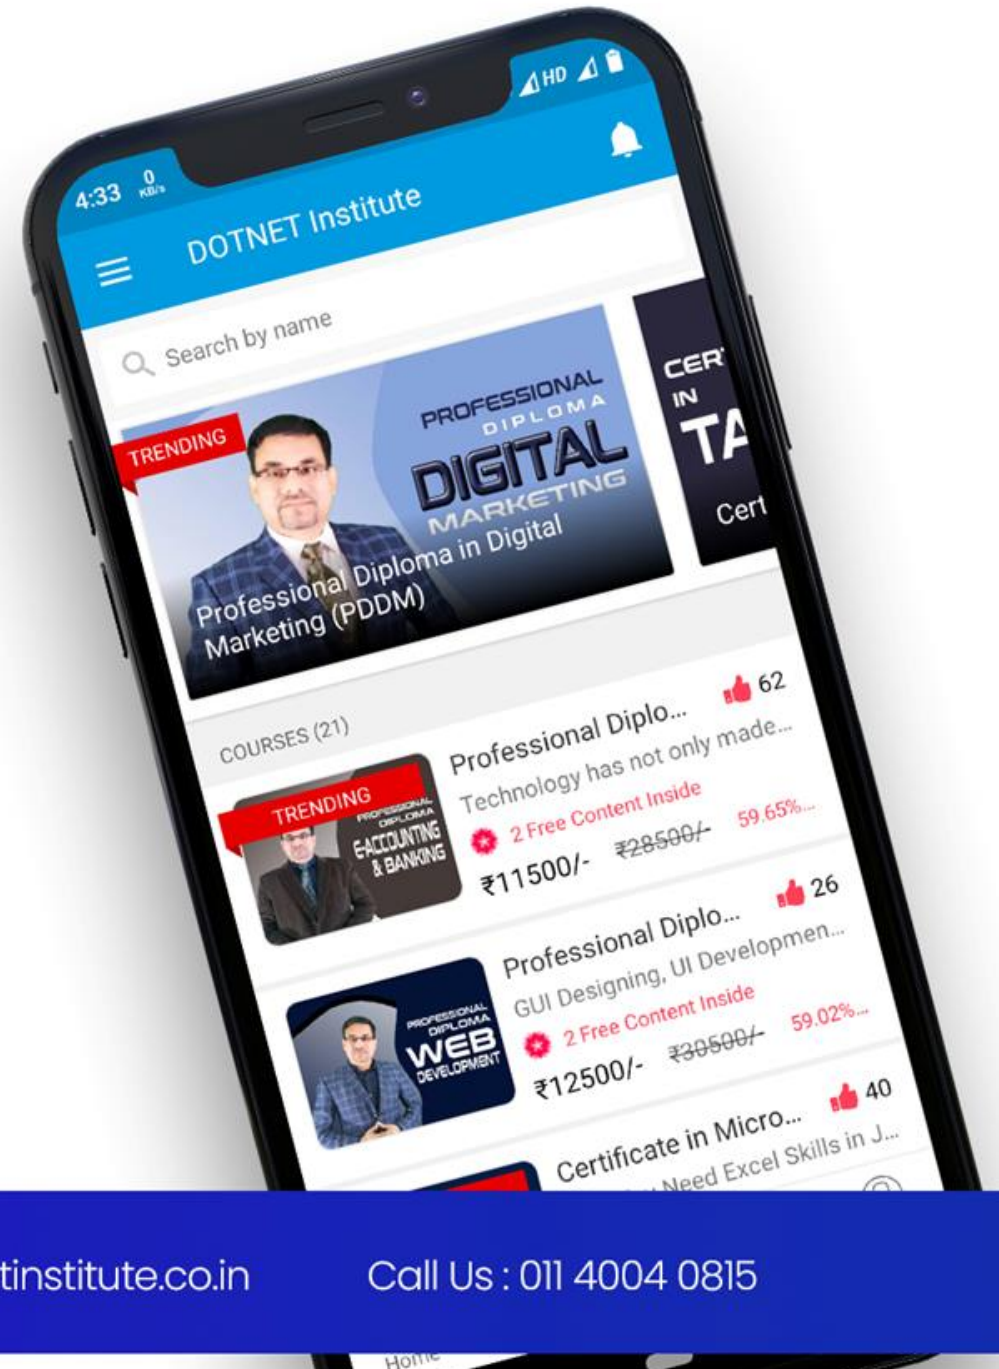 4:33
0
KB/s
HD
DOTNET Institute
Search by name
TRENDING
PROFESSIONAL
DIPLOMA
DIGITAL
MARKETING
Professional Diploma in Digital
Marketing (PDDM)
CER
IN
TA
Cert
COURSES (21)
TRENDING
PROFESSIONAL
DIPLOMA
E-ACCOUNTING
& BANKING
Professional Diplo... 62
Technology has not only made...
2 Free Content Inside
₹11500/- ₹28500/- 59.65%...
PROFESSIONAL
DIPLOMA
WEB
DEVELOPMENT
Professional Diplo... 26
GUI Designing, UI Developmen...
2 Free Content Inside
₹12500/- ₹30500/- 59.02%...
Certificate in Micro... 40
Need Excel Skills in J...
tinstitute.co.in Call Us : 011 4004 0815
Home